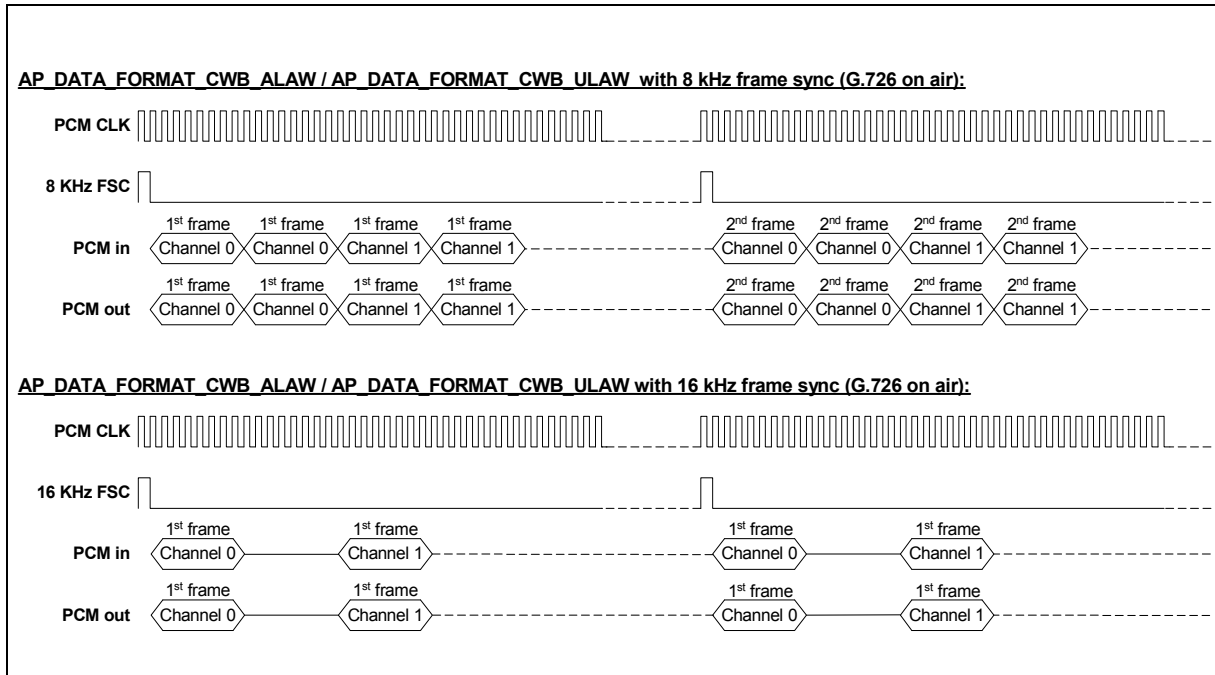 AP_DATA_FORMAT_CWB_ALAW / AP_DATA_FORMAT_CWB_ULAW with 8 kHz frame sync (G.726 on air):
PCM CLK
8 KHz FSC
1st frame 1st frame 1st frame 1st frame 2nd frame 2nd frame 2nd frame 2nd frame
PCM in Channel 0 Channel 0 Channel 1 Channel 1 Channel 0 Channel 0 Channel 1 Channel 1
1st frame 1st frame 1st frame 1st frame 2nd frame 2nd frame 2nd frame 2nd frame
PCM out Channel 0 Channel 0 Channel 1 Channel 1 Channel 0 Channel 0 Channel 1 Channel 1
AP_DATA_FORMAT_CWB_ALAW / AP_DATA_FORMAT_CWB_ULAW with 16 kHz frame sync (G.726 on air):
PCM CLK
16 KHz FSC
1st frame 1st frame 1st frame 1st frame
PCM in Channel 0 Channel 1 Channel 0 Channel 1
1st frame 1st frame 1st frame 1st frame
PCM out Channel 0 Channel 1 Channel 0 Channel 1